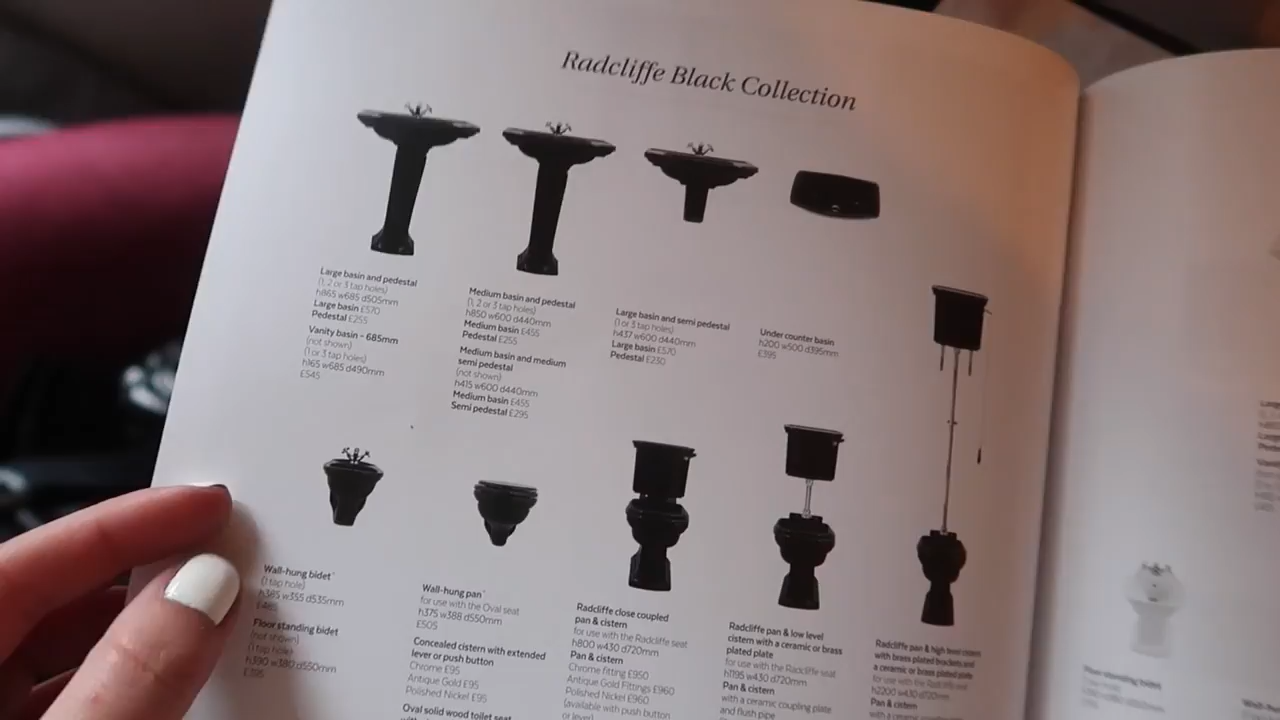 Radcliffe Black Collection
Large basin and pedestal
(1, 2 or 3 tap holes)
h865 w685 d505mm
Large basin £570
Pedestal £255
Vanity basin - 685mm
(not shown)
(1 or 3 tap holes)
h165 w685 d490mm
£545
Medium basin and pedestal
(1, 2 or 3 tap holes)
h850 w600 d440mm
Medium basin £455
Pedestal £255
Medium basin and medium
semi pedestal
(not shown)
h415 w600 d440mm
Medium basin £455
Semi pedestal £295
Large basin and semi pedestal
(1 or 3 tap holes)
h437 w600 d440mm
Large basin £570
Pedestal £230
Under counter basin
h200 w500 d395mm
£395
Wall-hung bidet*
(1 tap hole)
h385 w355 d535mm
£485
Floor standing bidet
(not shown)
(1 tap hole)
h390 w380 d550mm
Wall-hung pan*
for use with the Oval seat
h375 w388 d550mm
£505
Concealed cistern with extended
lever or push button
Chrome £95
Antique Gold £95
Polished Nickel £95
Oval solid wood toilet seat
Radcliffe close coupled
pan & cistern
for use with the Radcliffe seat
h800 w430 d720mm
Pan & cistern
Chrome fitting £950
Antique Gold Fittings £960
Polished Nickel £960
(available with push button
or lever)
Radcliffe pan & low level
cistern with a ceramic or brass
plated plate
for use with the Radcliffe seat
h1195 w430 d720mm
Pan & cistern
with a ceramic coupling plate
and flush pipe
Radcliffe pan & high level cistern
with brass plated brackets and
a ceramic or brass plated plate
for use with the Radcliffe seat
h2200 w430 d720mm
Pan & cistern
Floor standing bidet